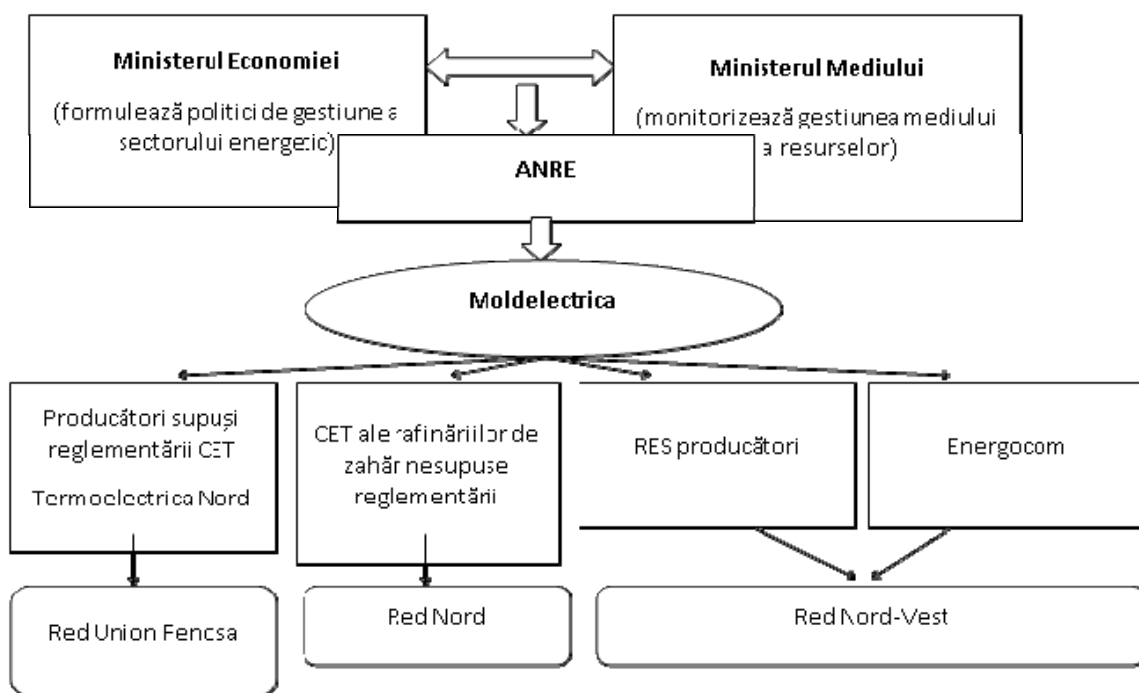 Ministerul Economiei
(formulează politici de gestiune a
sectorului energetic)
Ministerul Mediului
(monitorizează gestiunea mediului
a resurselor)
ANRE
Moldelectrica
Producători supuși
reglementării CET
Termoelectrica Nord
CET ale rafinăriilor de
zahăr nesupuse
reglementării
RES producători
Energocom
Red Union Fencsa
Red Nord
Red Nord-Vest